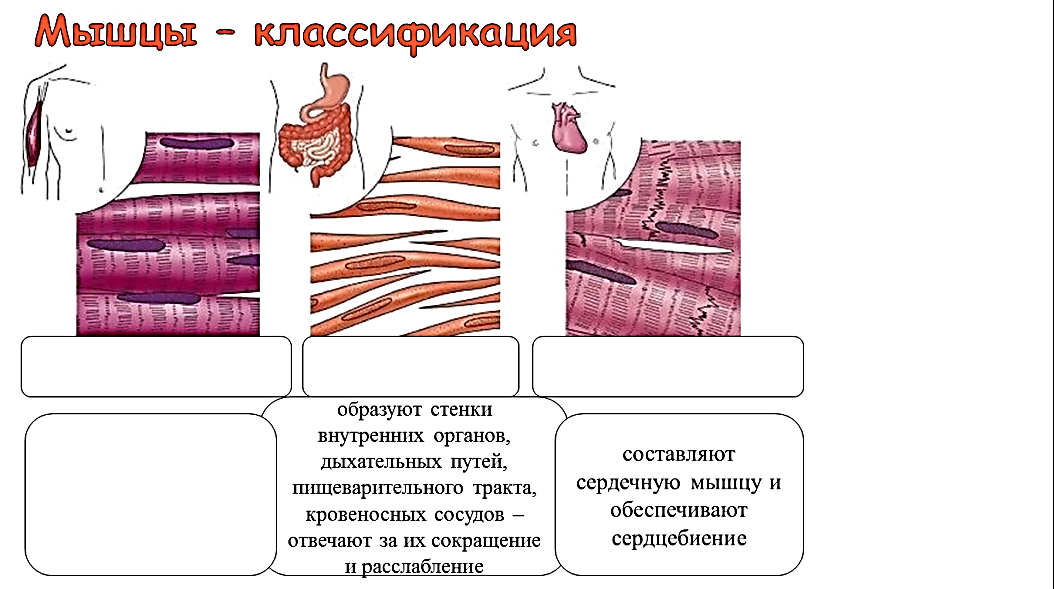 Мышцы – классификация
образуют стенки
внутренних органов,
дыхательных путей,
пищеварительного тракта,
кровеносных сосудов –
отвечают за их сокращение
и расслабление
составляют
сердечную мышцу и
обеспечивают
сердцебиение